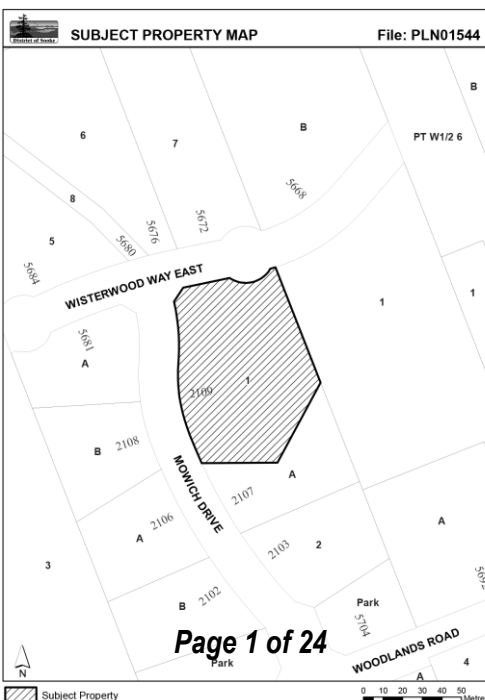 District of Sooke
SUBJECT PROPERTY MAP
File: PLN01544
B
6
7
B
PT W1/2 6
8
5668
5672
5676
5680
5
5684
WISTERWOOD WAY EAST
1
1
5681
A
1
2109
B
2108
MOWICH DRIVE
A
2107
2106
A
A
2103
2
3
2102
B
Park
5704
5692
Page 1 of 24
Park
WOODLANDS ROAD
4
A
N
Subject Property
0 10 20 30 40 50